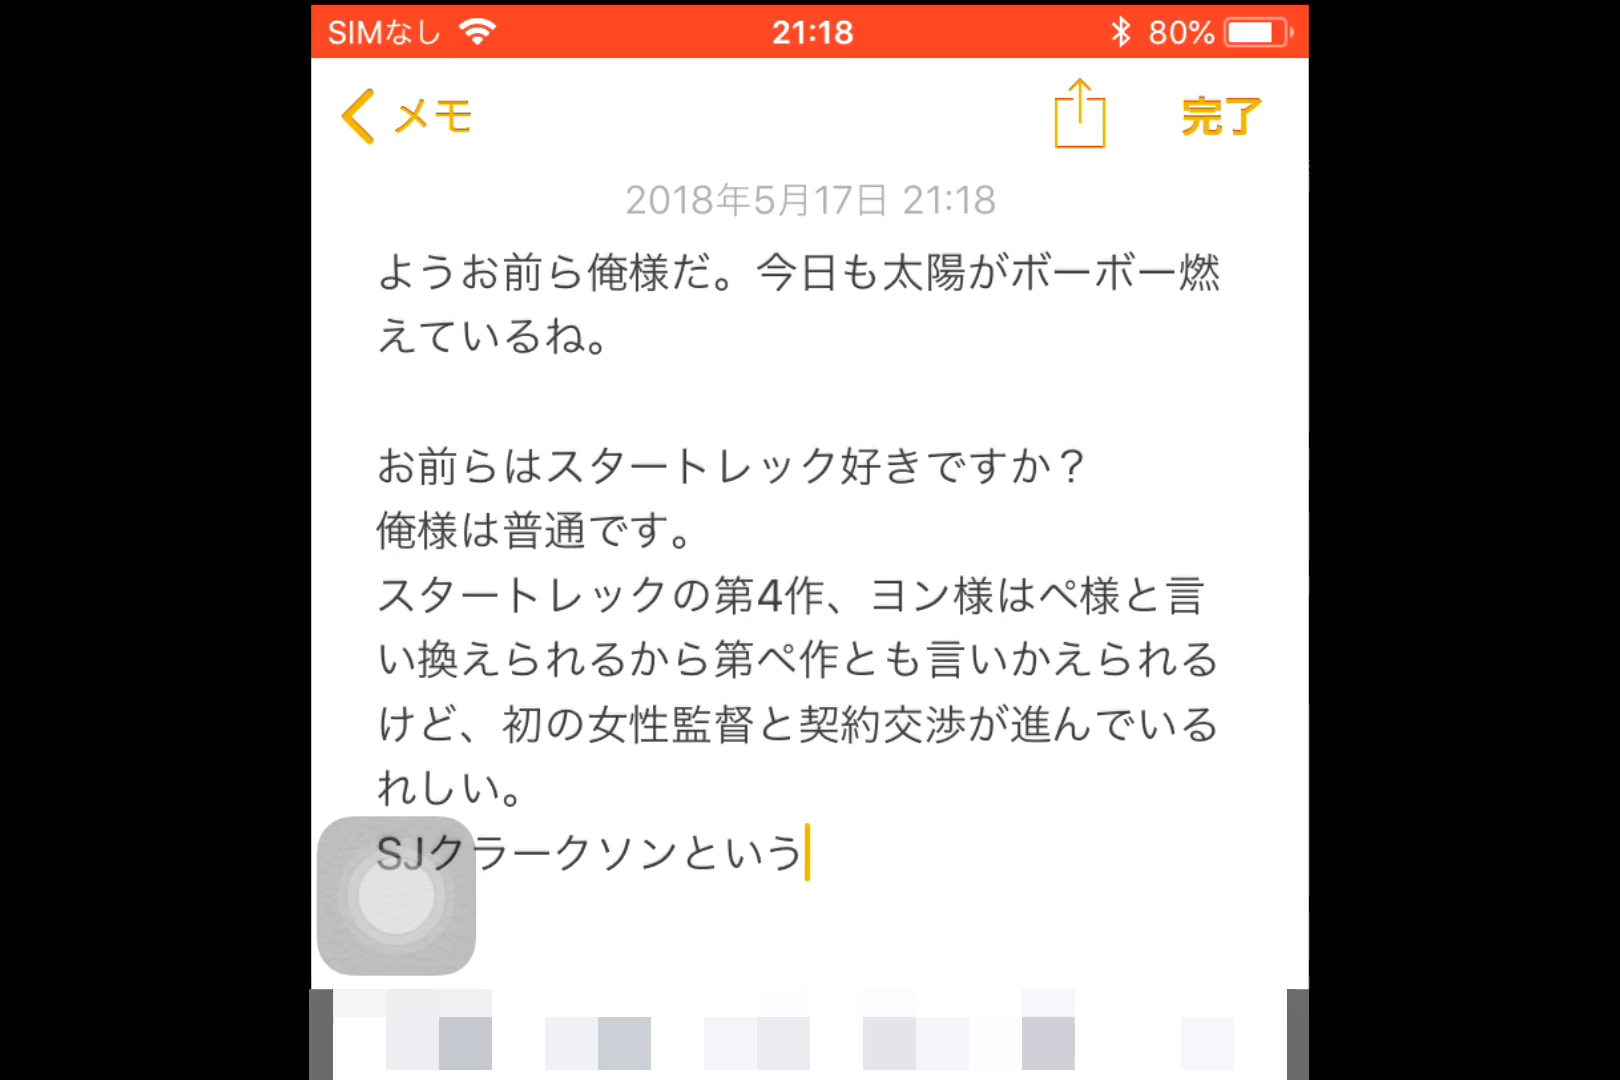 SIMなし 21:18 80%
メモ 完了
2018年5月17日 21:18
ようお前ら俺様だ。今日も太陽がボーボー燃
えているね。
お前らはスタートレック好きですか？
俺様は普通です。
スタートレックの第4作、ヨン様はペ様と言
い換えられるから第ペ作とも言いかえられる
けど、初の女性監督と契約交渉が進んでいる
れしい。
SJクラークソンという